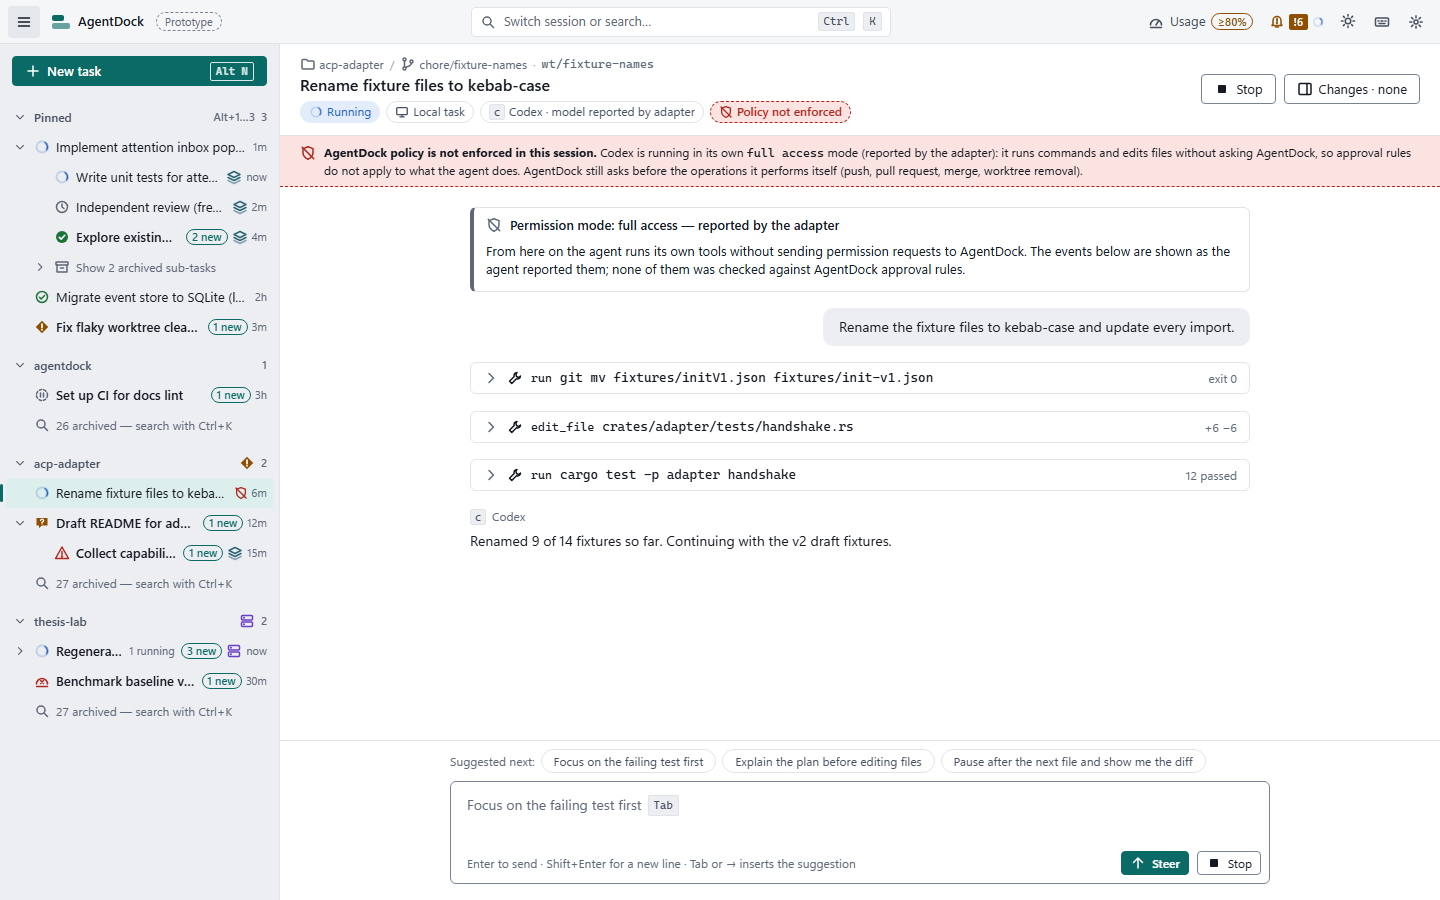 AgentDock
Prototype
Switch session or search...
Ctrl
K
Usage
≥80%
!6
New task
Alt N
Pinned
Alt+1...3
3
Implement attention inbox pop...
1m
Write unit tests for atte...
now
Independent review (fre...
2m
Explore existin...
2 new
4m
Show 2 archived sub-tasks
Migrate event store to SQLite (l...
2h
Fix flaky worktree clea...
1 new
3m
agentdock
1
Set up CI for docs lint
1 new
3h
26 archived — search with Ctrl+K
acp-adapter
2
Rename fixture files to keba...
6m
Draft README for ad...
1 new
12m
Collect capabili...
1 new
15m
27 archived — search with Ctrl+K
thesis-lab
2
Regenera...
1 running
3 new
now
Benchmark baseline v...
1 new
30m
27 archived — search with Ctrl+K
acp-adapter / chore/fixture-names · wt/fixture-names
Rename fixture files to kebab-case
Running
Local task
c Codex · model reported by adapter
Policy not enforced
Stop
Changes · none
AgentDock policy is not enforced in this session. Codex is running in its own full access mode (reported by the adapter): it runs commands and edits files without asking AgentDock, so approval rules
do not apply to what the agent does. AgentDock still asks before the operations it performs itself (push, pull request, merge, worktree removal).
Permission mode: full access — reported by the adapter
From here on the agent runs its own tools without sending permission requests to AgentDock. The events below are shown as the
agent reported them; none of them was checked against AgentDock approval rules.
Rename the fixture files to kebab-case and update every import.
run git mv fixtures/initV1.json fixtures/init-v1.json
exit 0
edit_file crates/adapter/tests/handshake.rs
+6 −6
run cargo test -p adapter handshake
12 passed
c Codex
Renamed 9 of 14 fixtures so far. Continuing with the v2 draft fixtures.
Suggested next:
Focus on the failing test first
Explain the plan before editing files
Pause after the next file and show me the diff
Focus on the failing test first Tab
Enter to send · Shift+Enter for a new line · Tab or → inserts the suggestion
Steer
Stop